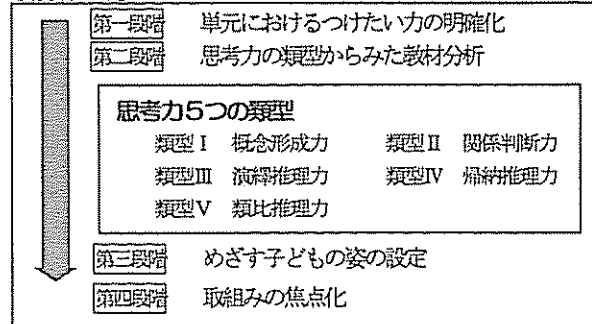 第一段階 単元におけるつけたい力の明確化
第二段階 思考力の類型からみた教材分析
思考力5つの類型
類型Ⅰ 概念形成力 類型Ⅱ 関係判断力
類型Ⅲ 演繹推理力 類型Ⅳ 帰納推理力
類型Ⅴ 類比推理力
第三段階 めざす子どもの姿の設定
第四段階 取組みの焦点化